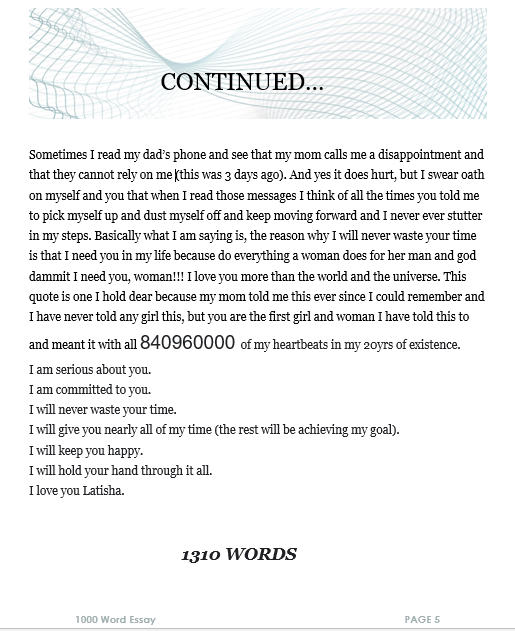 CONTINUED...
Sometimes I read my dad's phone and see that my mom calls me a disappointment and
that they cannot rely on me (this was 3 days ago). And yes it does hurt, but I swear oath
on myself and you that when I read those messages I think of all the times you told me
to pick myself up and dust myself off and keep moving forward and I never ever stutter
in my steps. Basically what I am saying is, the reason why I will never waste your time
is that I need you in my life because do everything a woman does for her man and god
dammit I need you, woman!!! I love you more than the world and the universe. This
quote is one I hold dear because my mom told me this ever since I could remember and
I have never told any girl this, but you are the first girl and woman I have told this to
and meant it with all 840960000 of my heartbeats in my 20yrs of existence.
I am serious about you.
I am committed to you.
I will never waste your time.
I will give you nearly all of my time (the rest will be achieving my goal).
I will keep you happy.
I will hold your hand through it all.
I love you Latisha.
1310 WORDS
1000 Word Essay PAGE 5